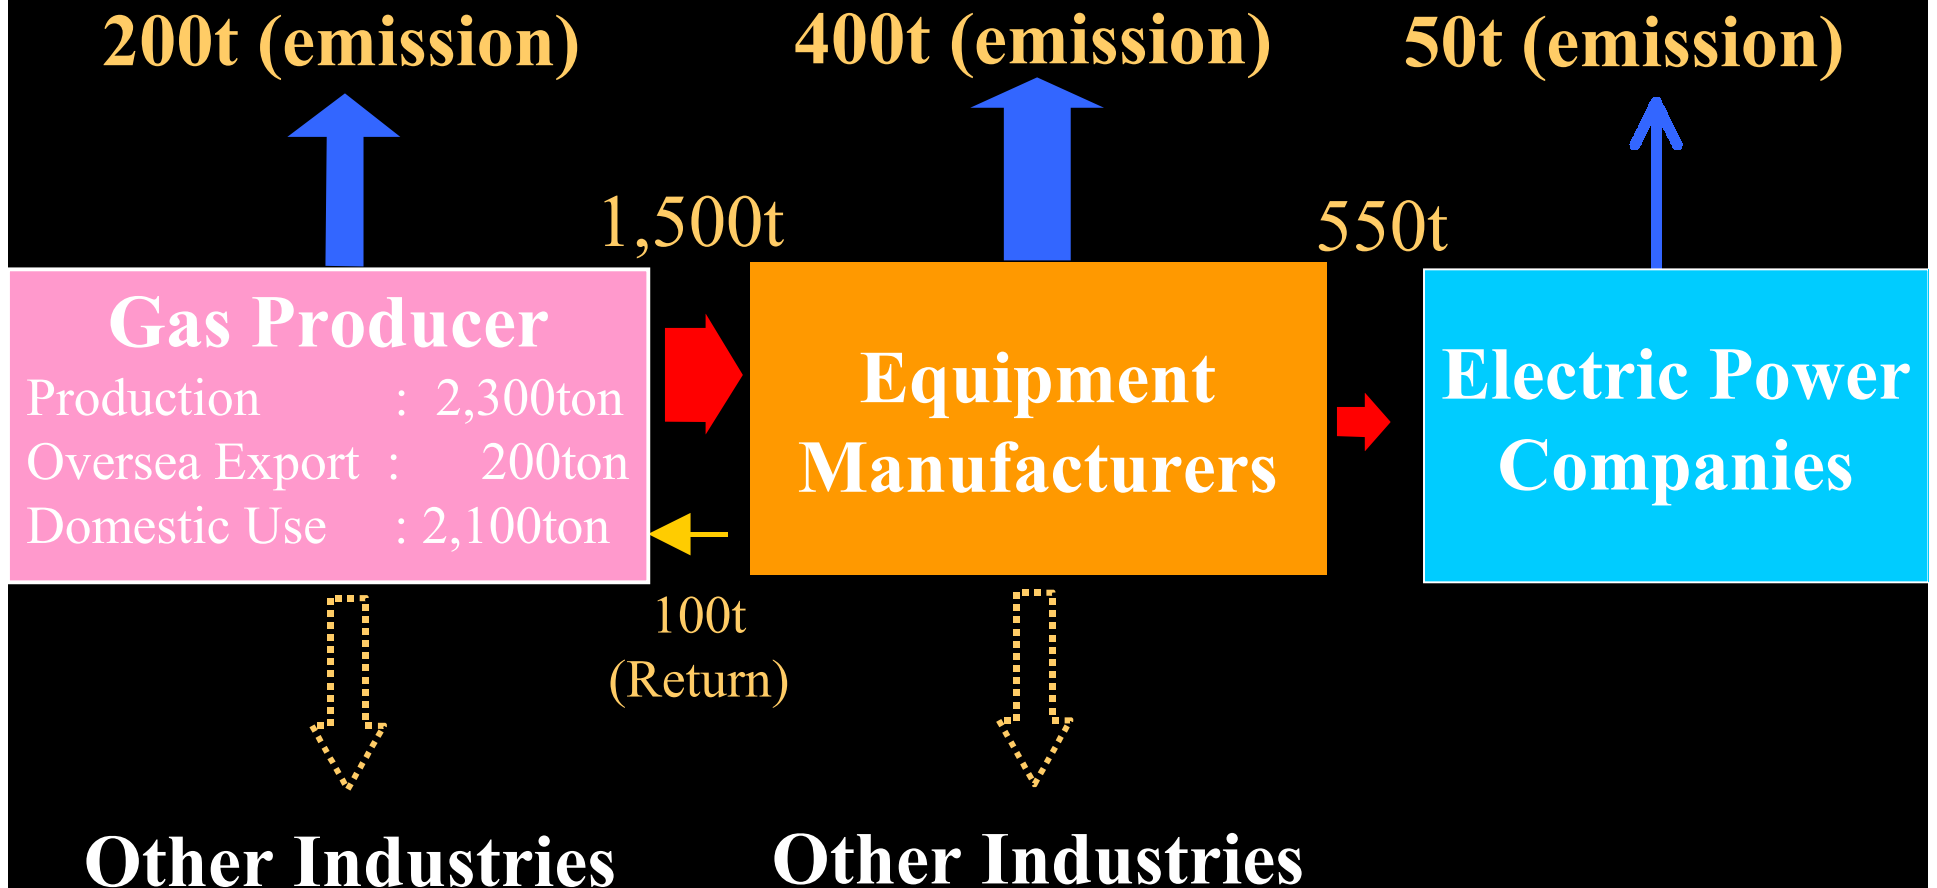 200t (emission)
400t (emission)
50t (emission)
1,500t
550t
Gas Producer
Production : 2,300ton
Oversea Export : 200ton
Domestic Use : 2,100ton
Equipment
Manufacturers
Electric Power
Companies
100t
(Return)
Other Industries
Other Industries